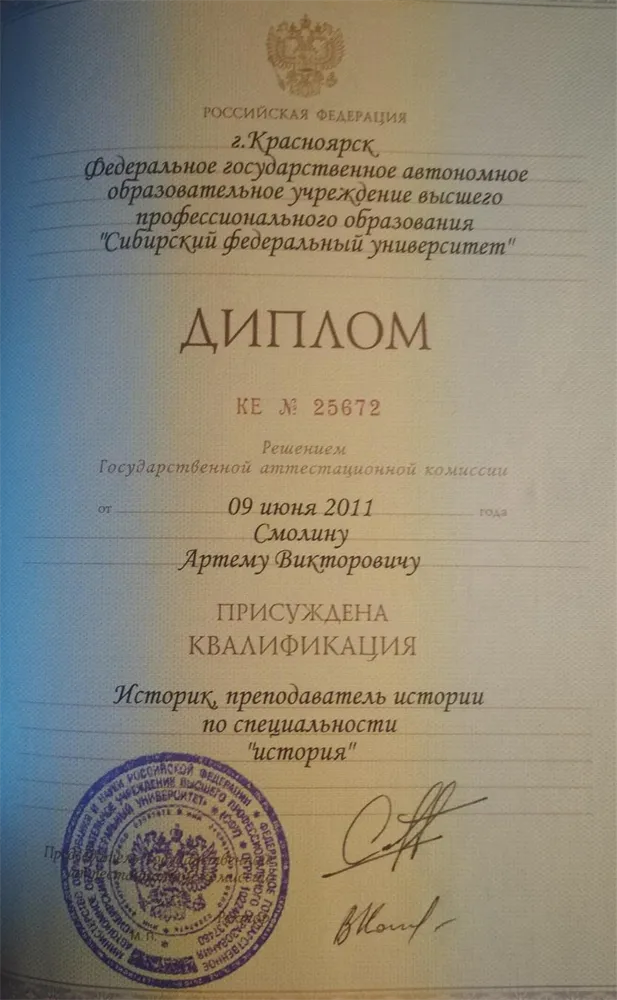 РОССИЙСКАЯ ФЕДЕРАЦИЯ
г.Красноярск
Федеральное государственное автономное
образовательное учреждение высшего
профессионального образования
"Сибирский федеральный университет"
ДИПЛОМ
КЕ № 25672
Решением
Государственной аттестационной комиссии
от 09 июня 2011 года
Смолину
Артему Викторовичу
ПРИСУЖДЕНА
КВАЛИФИКАЦИЯ
Историк, преподаватель истории
по специальности
"история"
М. П.